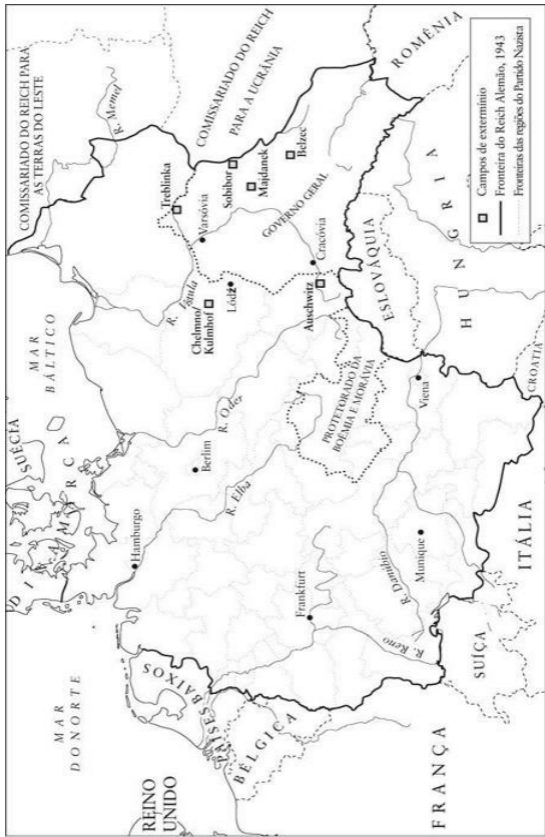 MAR
DO NORTE
REINO
UNIDO
PAÍSES BAIXOS
BÉLGICA
FRANÇA
DINAMARCA
SUÉCIA
MAR
BÁLTICO
COMISSARIADO DO REICH PARA
AS TERRAS DO LESTE
R. Memel
COMISSARIADO DO REICH
PARA A UCRÂNIA
ROMÊNIA
Hamburgo
Berlim
R. Elba
R. Oder
R. Vístula
Chelmno/
Kulmhof
Lódź
Treblinka
Varsóvia
Sobibor
Majdanek
Belzec
GOVERNO GERAL
Cracóvia
Auschwitz
Frankfurt
R. Reno
R. Danúbio
Munique
PROTETORADO DA
BOÊMIA E MORÁVIA
Viena
ESLOVÁQUIA
HUNGRIA
SUIÇA
ITÁLIA
CROATIA
Campos de extermínio
Fronteira do Reich Alemão, 1943
Fronteiras das regiões do Partido Nazista